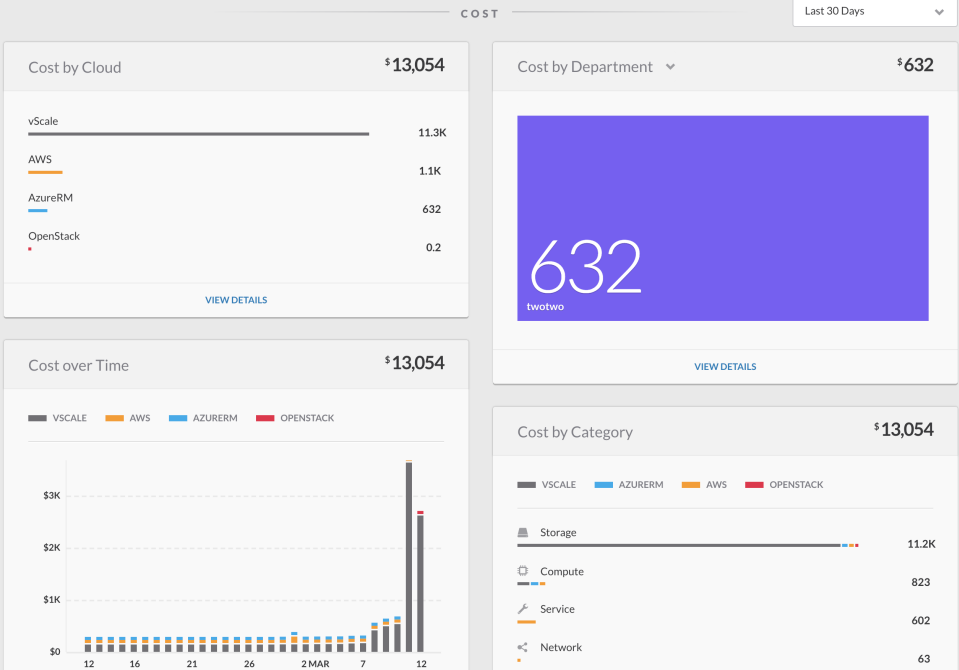 COST
Last 30 Days
Cost by Cloud
$13,054
vScale
11.3K
AWS
1.1K
AzureRM
632
OpenStack
0.2
VIEW DETAILS
Cost by Department
$632
632
twotwo
VIEW DETAILS
Cost over Time
$13,054
VSCALE AWS AZURERM OPENSTACK
$3K
$2K
$1K
$0
12 16 21 26 2 MAR 7 12
Cost by Category
$13,054
VSCALE AZURERM AWS OPENSTACK
Storage
11.2K
Compute
823
Service
602
Network
63